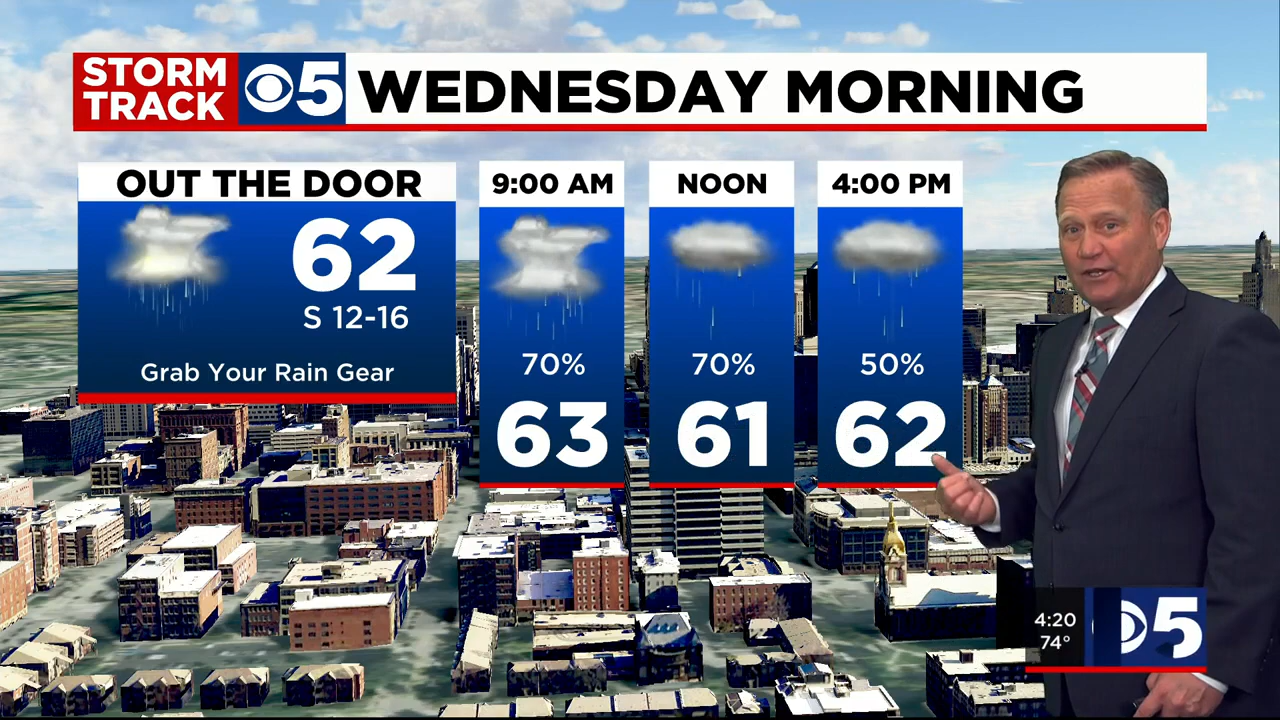 STORM
TRACK
5
WEDNESDAY MORNING
OUT THE DOOR
62
S 12-16
Grab Your Rain Gear
9:00 AM
70%
63
NOON
70%
61
4:00 PM
50%
62
4:20
74°
5